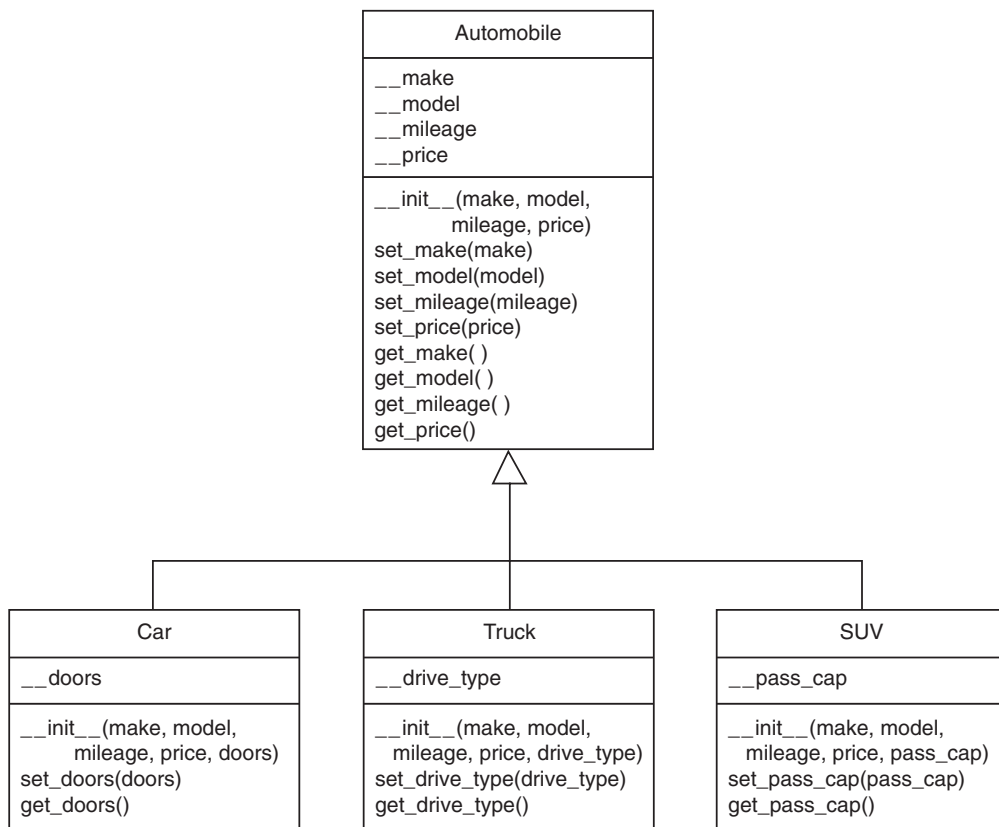 Automobile
__make
__model
__mileage
__price
__init__(make, model,
mileage, price)
set_make(make)
set_model(model)
set_mileage(mileage)
set_price(price)
get_make( )
get_model( )
get_mileage( )
get_price()
Car
__doors
__init__(make, model,
mileage, price, doors)
set_doors(doors)
get_doors()
Truck
__drive_type
__init__(make, model,
mileage, price, drive_type)
set_drive_type(drive_type)
get_drive_type()
SUV
__pass_cap
__init__(make, model,
mileage, price, pass_cap)
set_pass_cap(pass_cap)
get_pass_cap()